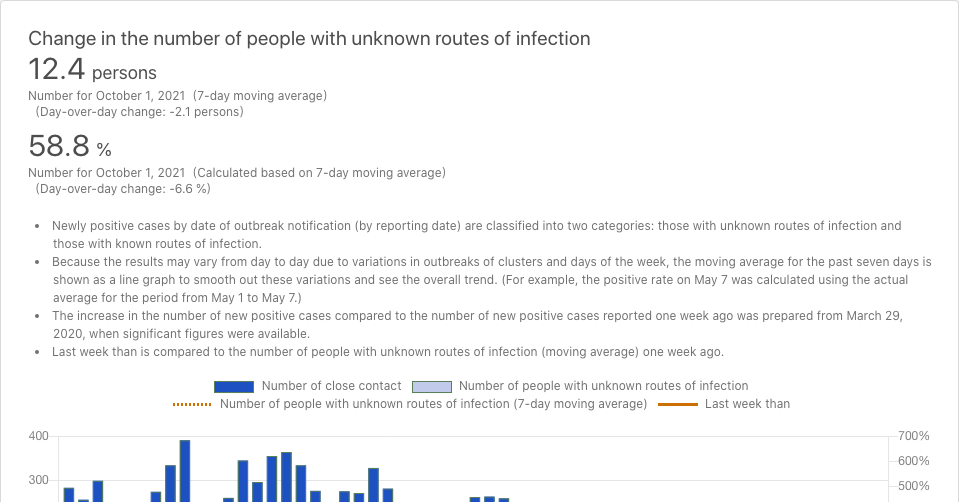 Change in the number of people with unknown routes of infection
12.4 persons
Number for October 1, 2021 (7-day moving average)
(Day-over-day change: -2.1 persons)
58.8 %
Number for October 1, 2021 (Calculated based on 7-day moving average)
(Day-over-day change: -6.6 %)
• Newly positive cases by date of outbreak notification (by reporting date) are classified into two categories: those with unknown routes of infection and
those with known routes of infection.
• Because the results may vary from day to day due to variations in outbreaks of clusters and days of the week, the moving average for the past seven days is
shown as a line graph to smooth out these variations and see the overall trend. (For example, the positive rate on May 7 was calculated using the actual
average for the period from May 1 to May 7.)
• The increase in the number of new positive cases compared to the number of new positive cases reported one week ago was prepared from March 29,
2020, when significant figures were available.
• Last week than is compared to the number of people with unknown routes of infection (moving average) one week ago.
Number of close contact Number of people with unknown routes of infection
Number of people with unknown routes of infection (7-day moving average) Last week than
400 700%
600%
300 500%